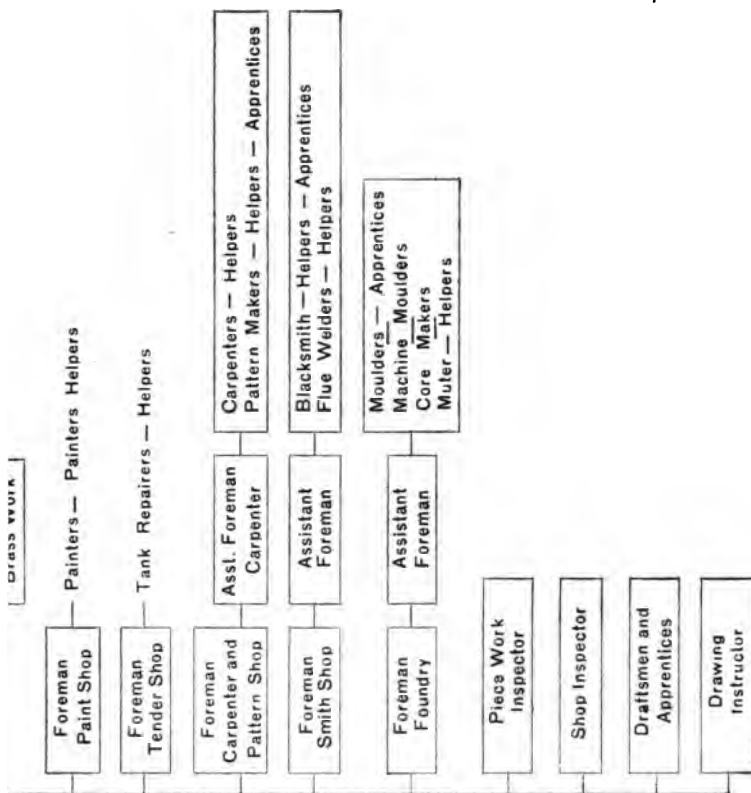 Brass Work
Foreman
Paint Shop
Painters — Painters Helpers
Foreman
Tender Shop
Tank Repairers — Helpers
Foreman
Carpenter and
Pattern Shop
Asst. Foreman
Carpenter
Carpenters — Helpers
Pattern Makers — Helpers — Apprentices
Foreman
Smith Shop
Assistant
Foreman
Blacksmith — Helpers — Apprentices
Flue Welders — Helpers
Foreman
Foundry
Assistant
Foreman
Moulders — Apprentices
Machine Moulders
Core Makers
Muter — Helpers
Piece Work
Inspector
Shop Inspector
Draftsmen and
Apprentices
Drawing
Instructor